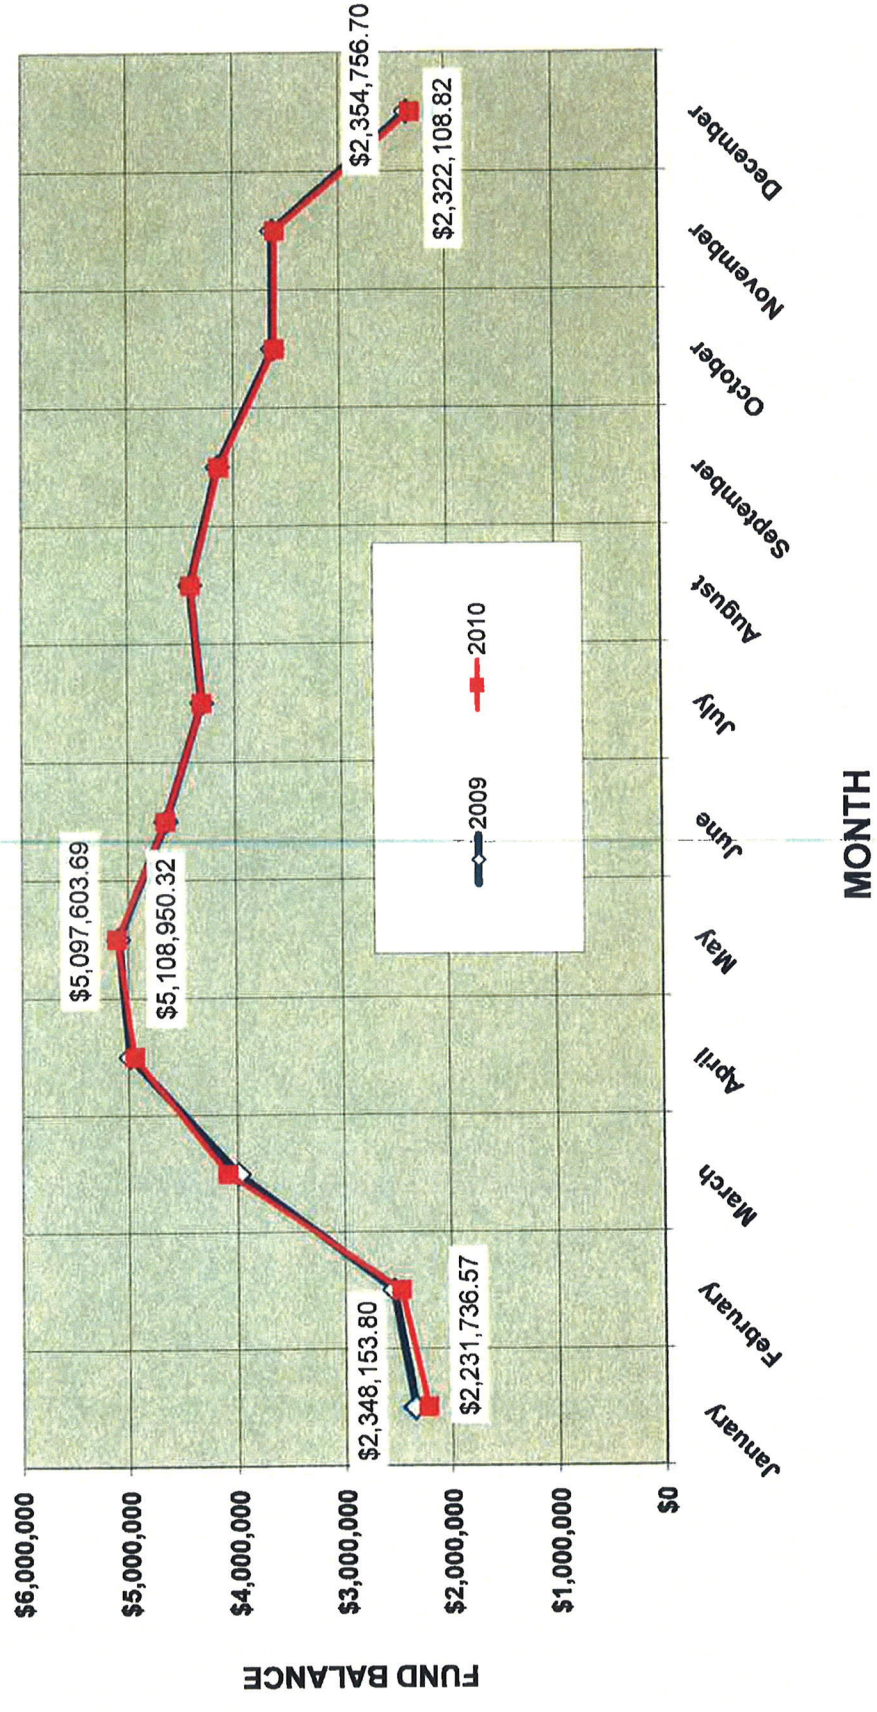 $6,000,000
$5,000,000
$4,000,000
$3,000,000
$2,000,000
$1,000,000
$0
FUND BALANCE
$5,097,603.69
$5,108,950.32
$2,354,756.70
$2,322,108.82
$2,348,153.80
$2,231,736.57
2009
2010
January
February
March
April
May
June
July
August
September
October
November
December
MONTH